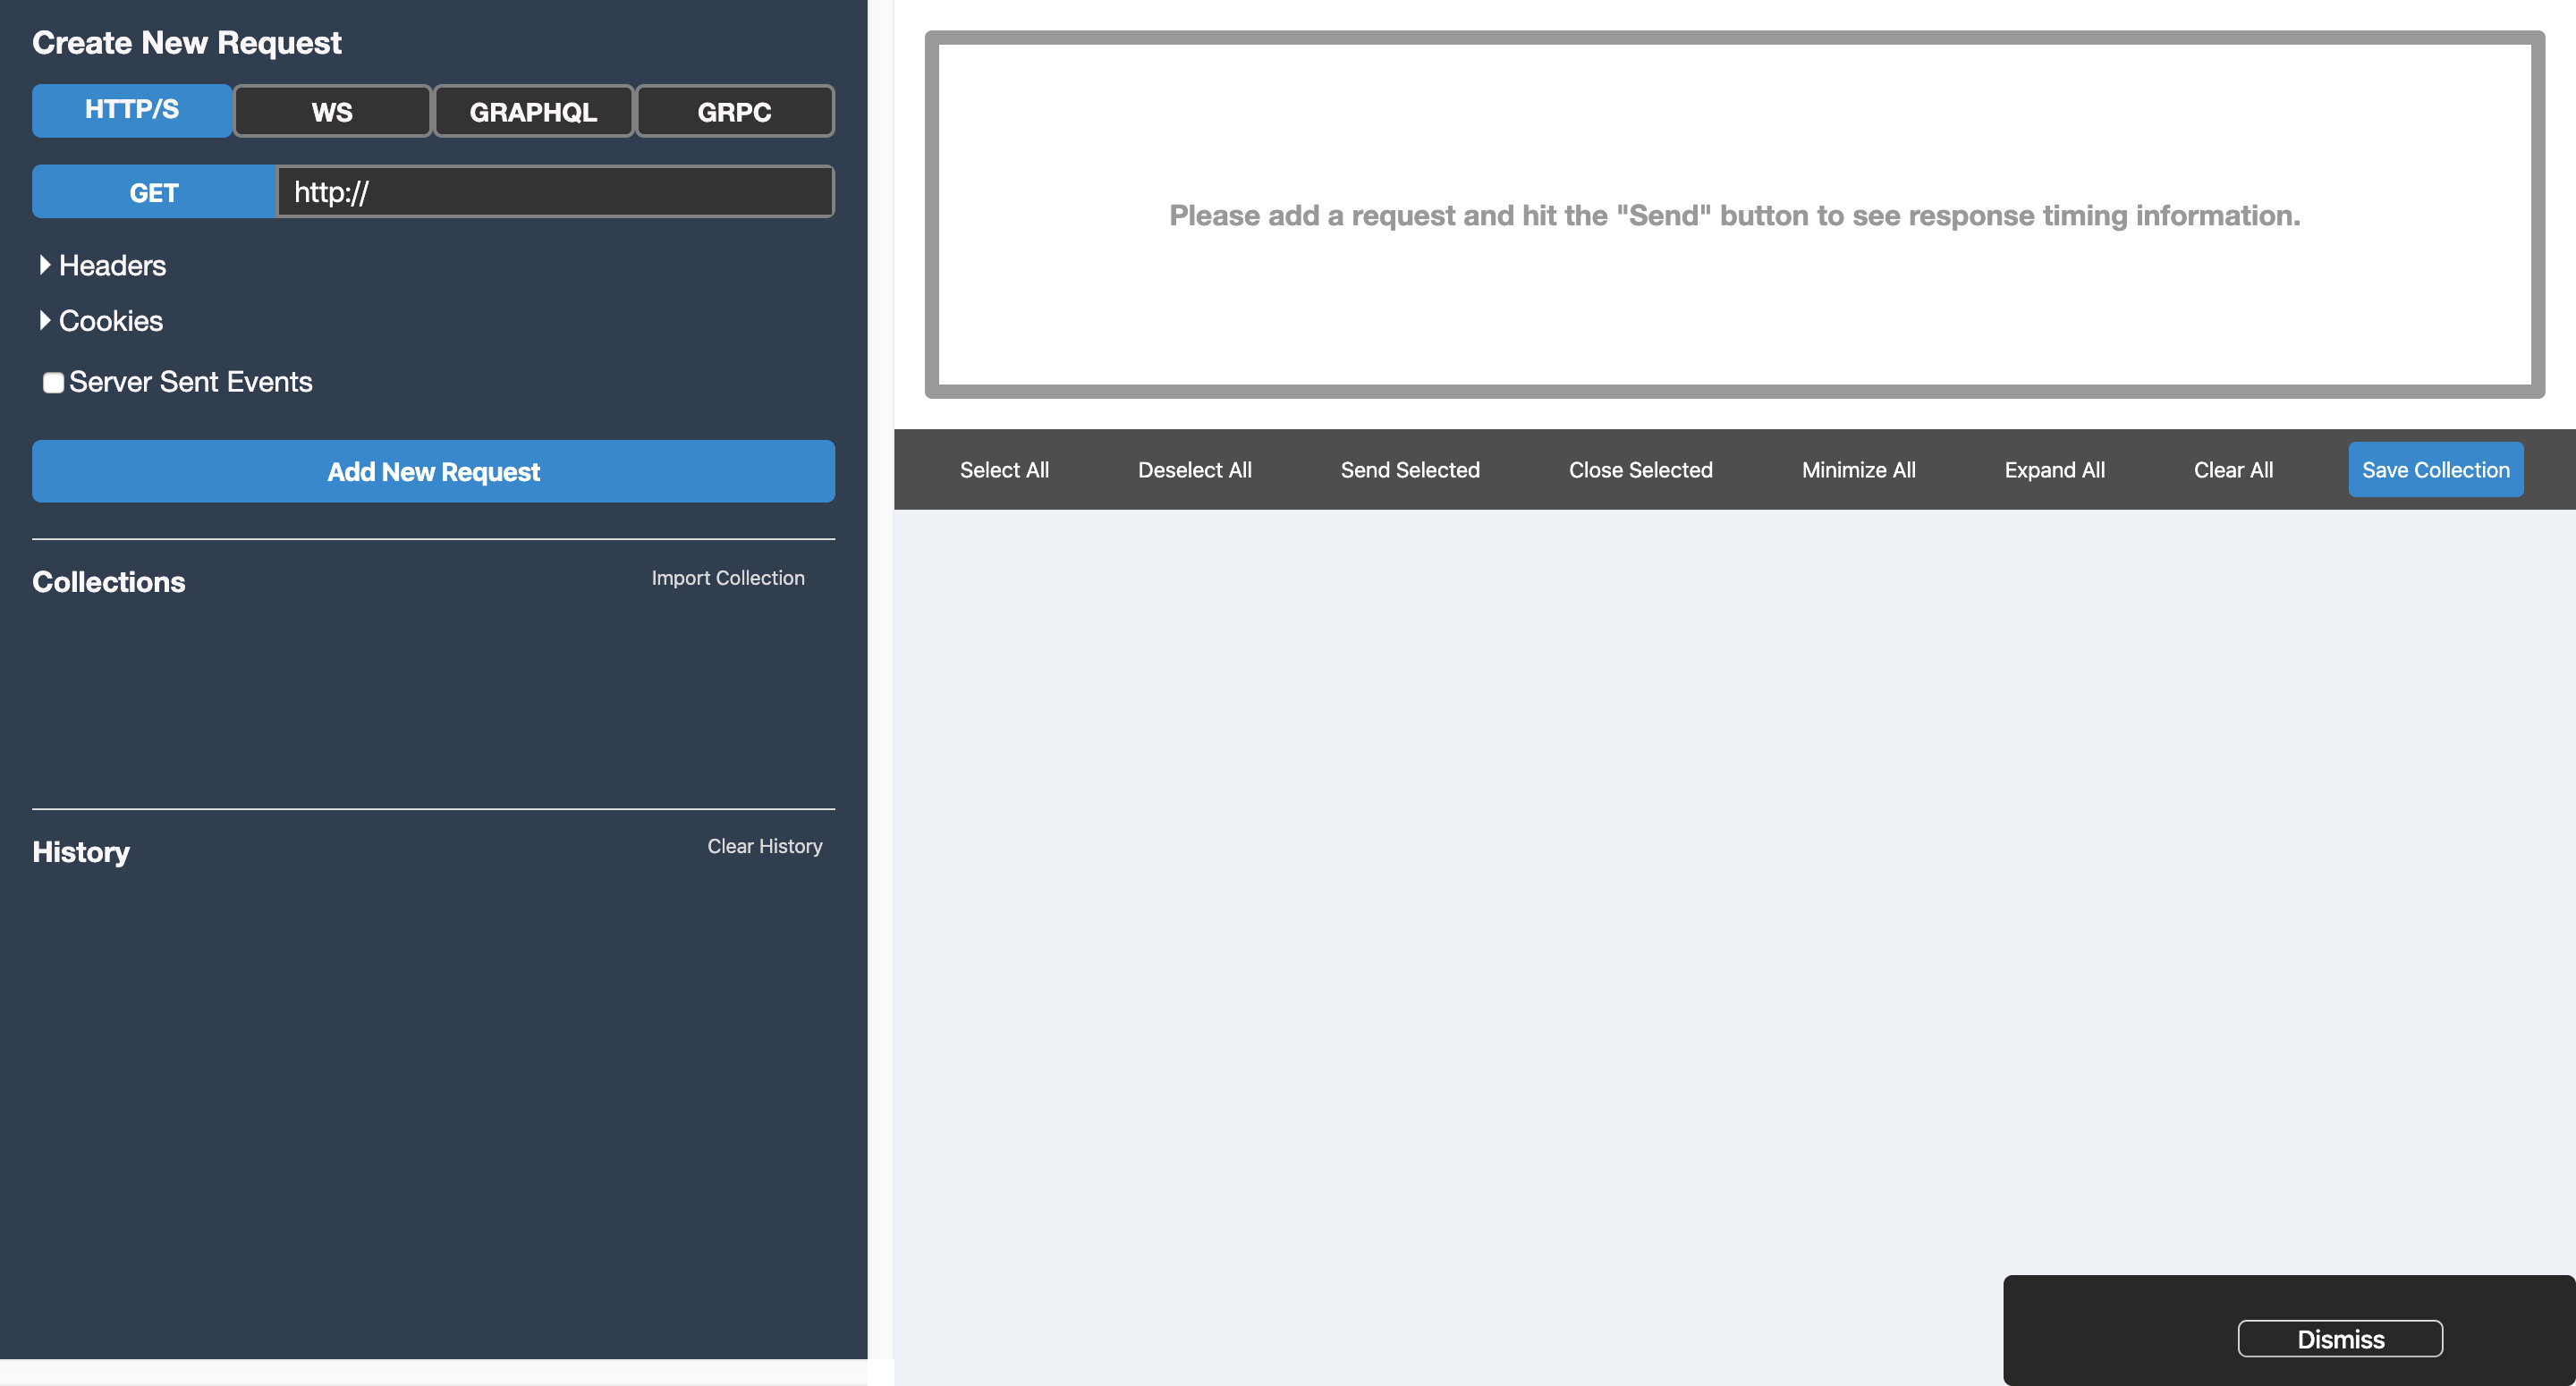 Create New Request
HTTP/S WS GRAPHQL GRPC
GET http://
Headers
Cookies
Server Sent Events
Add New Request
Collections Import Collection
History Clear History
Please add a request and hit the "Send" button to see response timing information.
Select All Deselect All Send Selected Close Selected Minimize All Expand All Clear All Save Collection
Dismiss